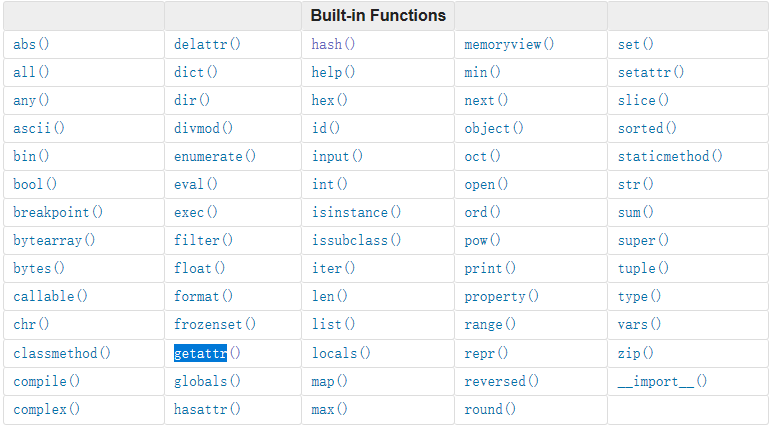 Built-in Functions
abs() delattr() hash() memoryview() set()
all() dict() help() min() setattr()
any() dir() hex() next() slice()
ascii() divmod() id() object() sorted()
bin() enumerate() input() oct() staticmethod()
bool() eval() int() open() str()
breakpoint() exec() isinstance() ord() sum()
bytearray() filter() issubclass() pow() super()
bytes() float() iter() print() tuple()
callable() format() len() property() type()
chr() frozenset() list() range() vars()
classmethod() getattr() locals() repr() zip()
compile() globals() map() reversed() __import__()
complex() hasattr() max() round()